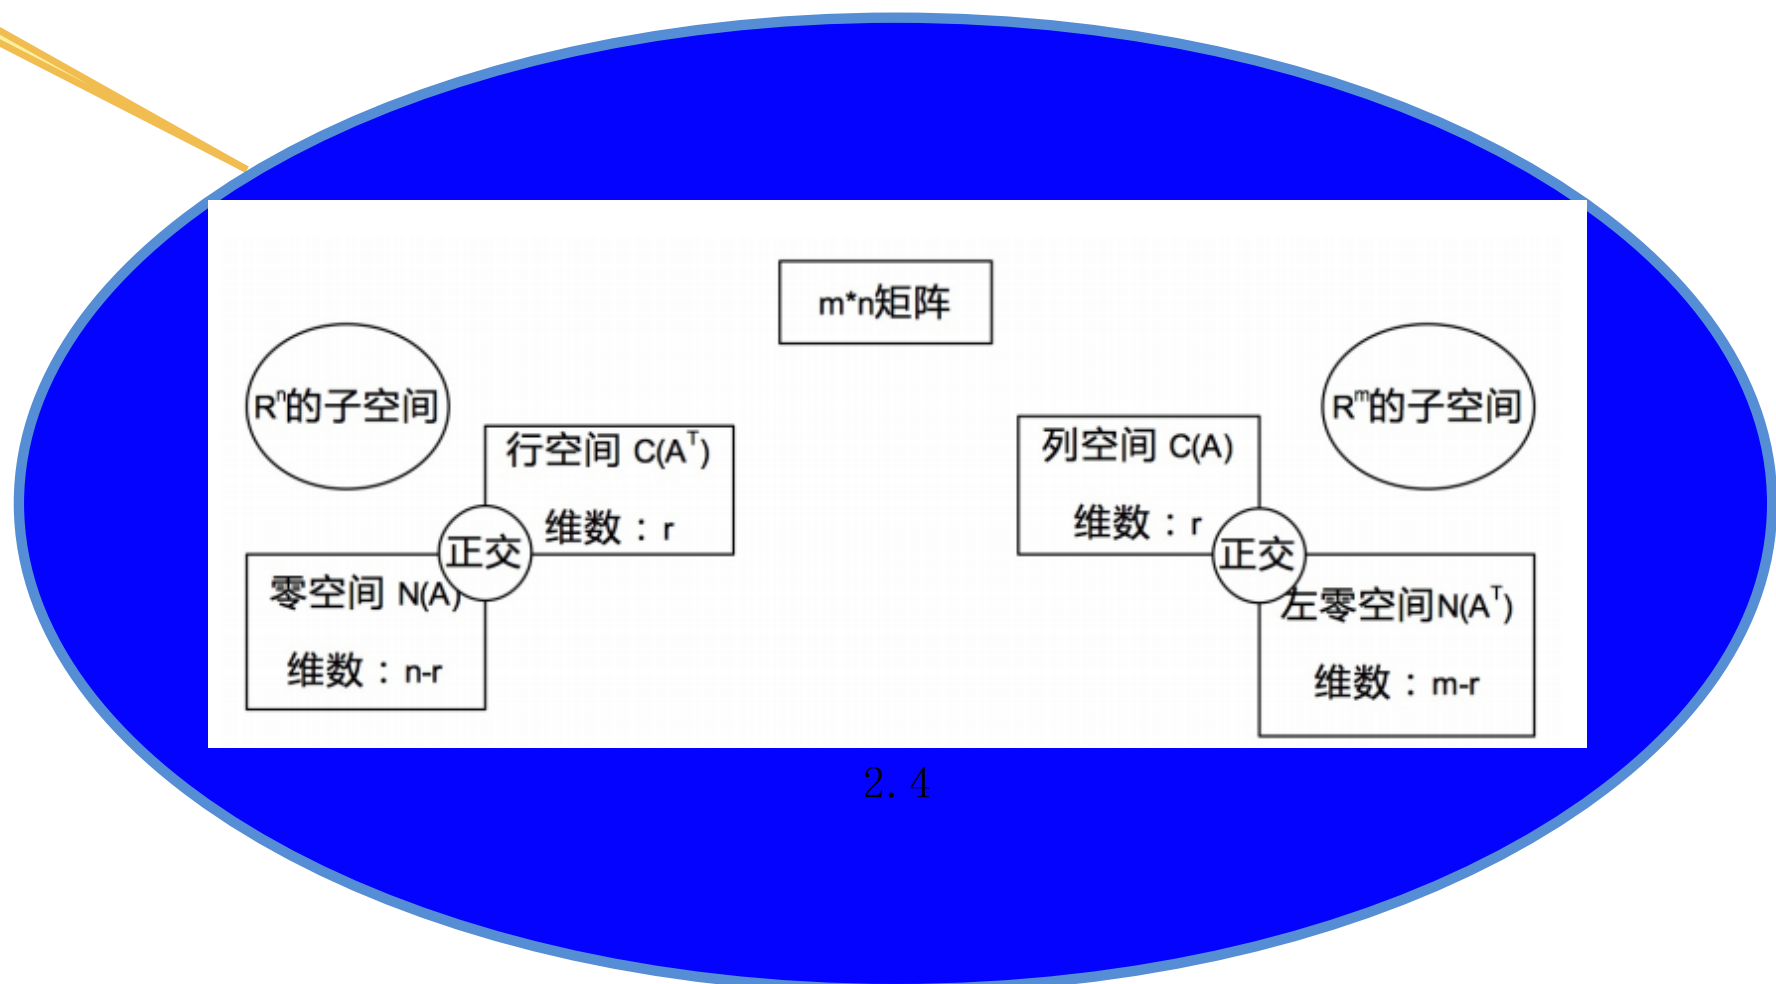 m*n矩阵
Rⁿ的子空间
行空间 C(Aᵀ)
维数：r
正交
零空间 N(A)
维数：n-r
Rᵐ的子空间
列空间 C(A)
维数：r
正交
左零空间N(Aᵀ)
维数：m-r
2.4